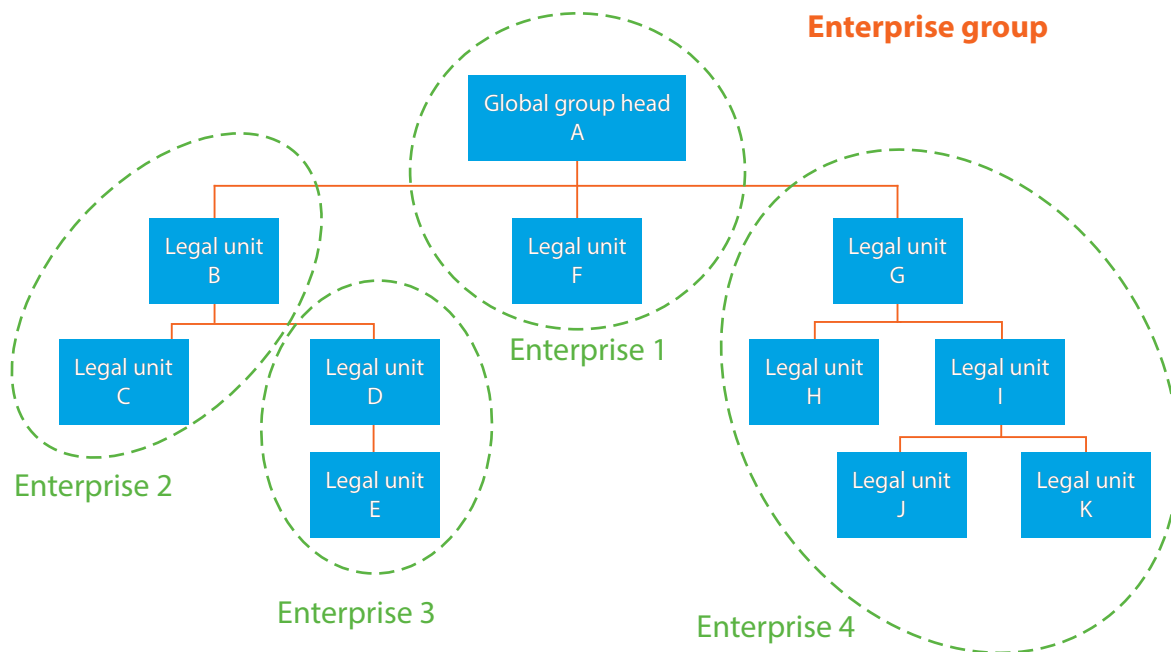 Enterprise group
Global group head
A
Legal unit
B
Legal unit
F
Legal unit
G
Enterprise 1
Legal unit
C
Legal unit
D
Legal unit
H
Legal unit
I
Enterprise 2
Legal unit
E
Legal unit
J
Legal unit
K
Enterprise 3
Enterprise 4